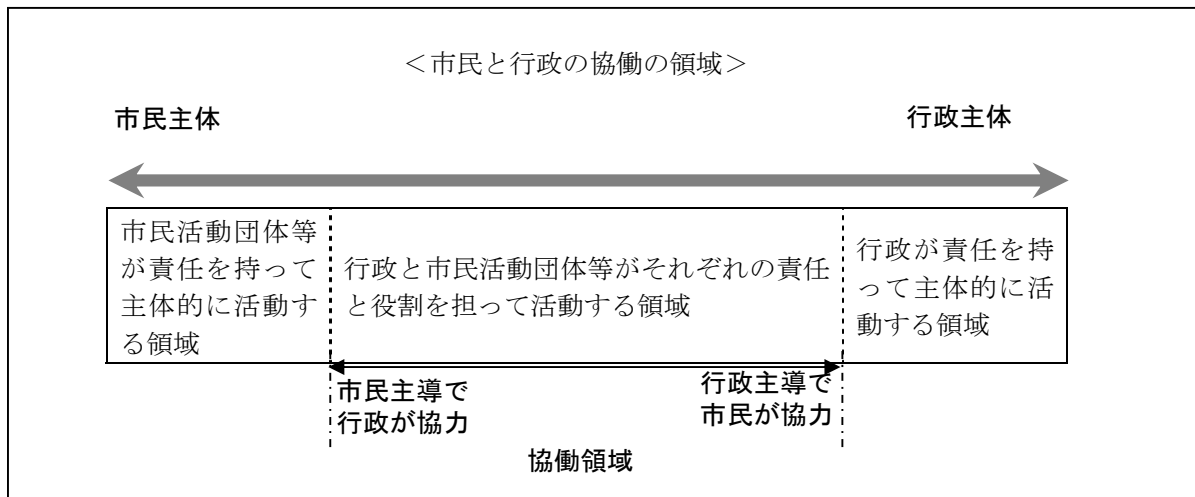 ＜市民と行政の協働の領域＞
市民主体
行政主体
市民活動団体等
が責任を持って
主体的に活動す
る領域
行政と市民活動団体等がそれぞれの責任
と役割を担って活動する領域
行政が責任を持
って主体的に活
動する領域
市民主導で
行政が協力
行政主導で
市民が協力
協働領域